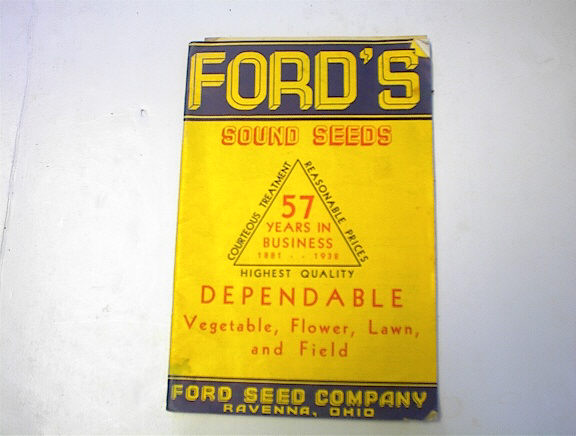 FORD'S
SOUND SEEDS
COURTEOUS TREATMENT
REASONABLE PRICES
57
YEARS IN
BUSINESS
1881 - - 1938
HIGHEST QUALITY
DEPENDABLE
Vegetable, Flower, Lawn,
and Field
FORD SEED COMPANY
RAVENNA, OHIO